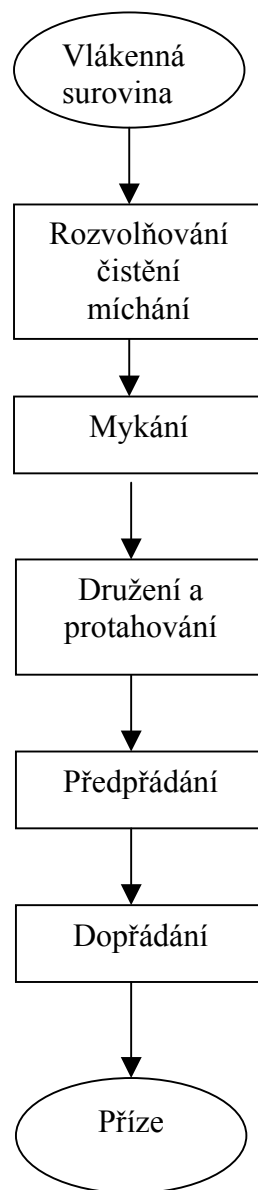 Vlákenná
surovina
Rozvolňování
čistění
míchání
Mykání
Družení a
protahování
Předpřádání
Dopřádání
Příze